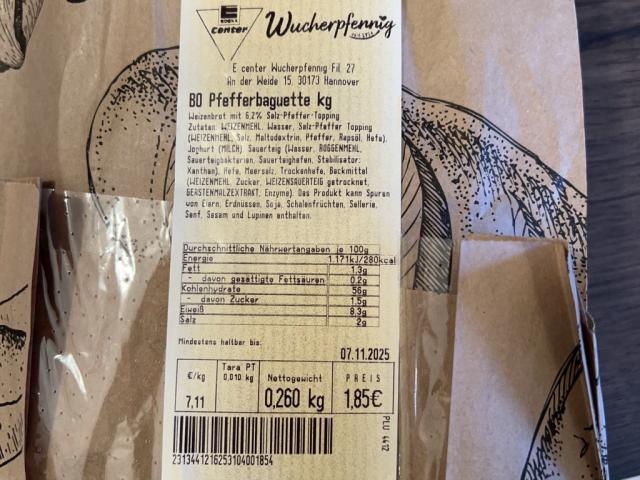 E
EDEKA
center
Wucherpfennig
E center Wucherpfennig Fil. 27
An der Weide 15, 30173 Hannover
BO Pfefferbaguette kg
Weizenbrot mit 6,2% Salz-Pfeffer-Topping
Zutaten: WEIZENMEHL, Wasser, Salz-Pfeffer Topping
(WEIZENMEHL, Salz, Maltodextrin, Pfeffer, Rapsöl, Hefe),
Joghurt (MILCH), Sauerteig (Wasser, ROGGENMEHL,
Sauerteigbakterien, Sauerteighefen, Stabilisator:
Xanthan), Hefe, Meersalz, Trockenhefe, Backmittel
(WEIZENMEHL, Zucker, WEIZENSAUERTEIG getrocknet,
GERSTENMALZEXTRAKT, Enzyme). Das Produkt kann Spuren
von Eiern, Erdnüssen, Soja, Schalenfrüchten, Sellerie,
Senf, Sesam und Lupinen enthalten.
Durchschnittliche Nährwertangaben je 100g
Energie 1.171kJ/280kcal
Fett 1,3g
- davon gesättigte Fettsäuren 0,2g
Kohlenhydrate 56g
- davon Zucker 1,5g
Eiweiß 8,3g
Salz 2g
Mindestens haltbar bis:
07.11.2025
€/kg Tara PT Nettogewicht PREIS
0,010 kg
7,11 0,260 kg 1,85€
PLU 4412
2313441216253104001854